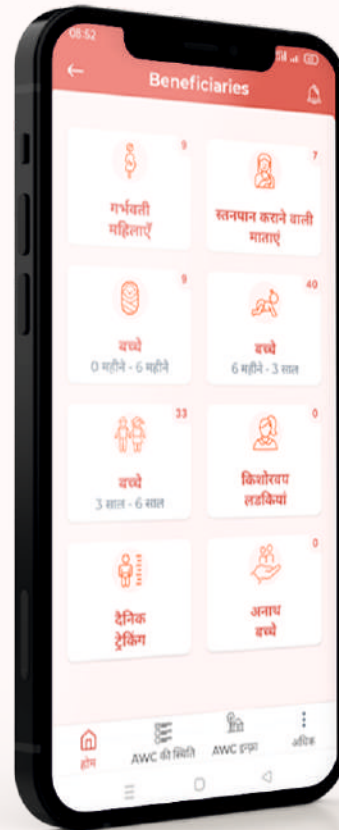 08:52
Beneficiaries
9
गर्भवती
महिलाएँ
7
स्तनपान कराने वाली
माताएं
9
बच्चे
0 महीने - 6 महीने
40
बच्चे
6 महीने - 3 साल
33
बच्चे
3 साल - 6 साल
0
किशोरवय
लडकियां
दैनिक
ट्रेकिंग
0
अनाथ
बच्चे
होम
AWC की स्थिति
AWC इन्फ्रा
अधिक